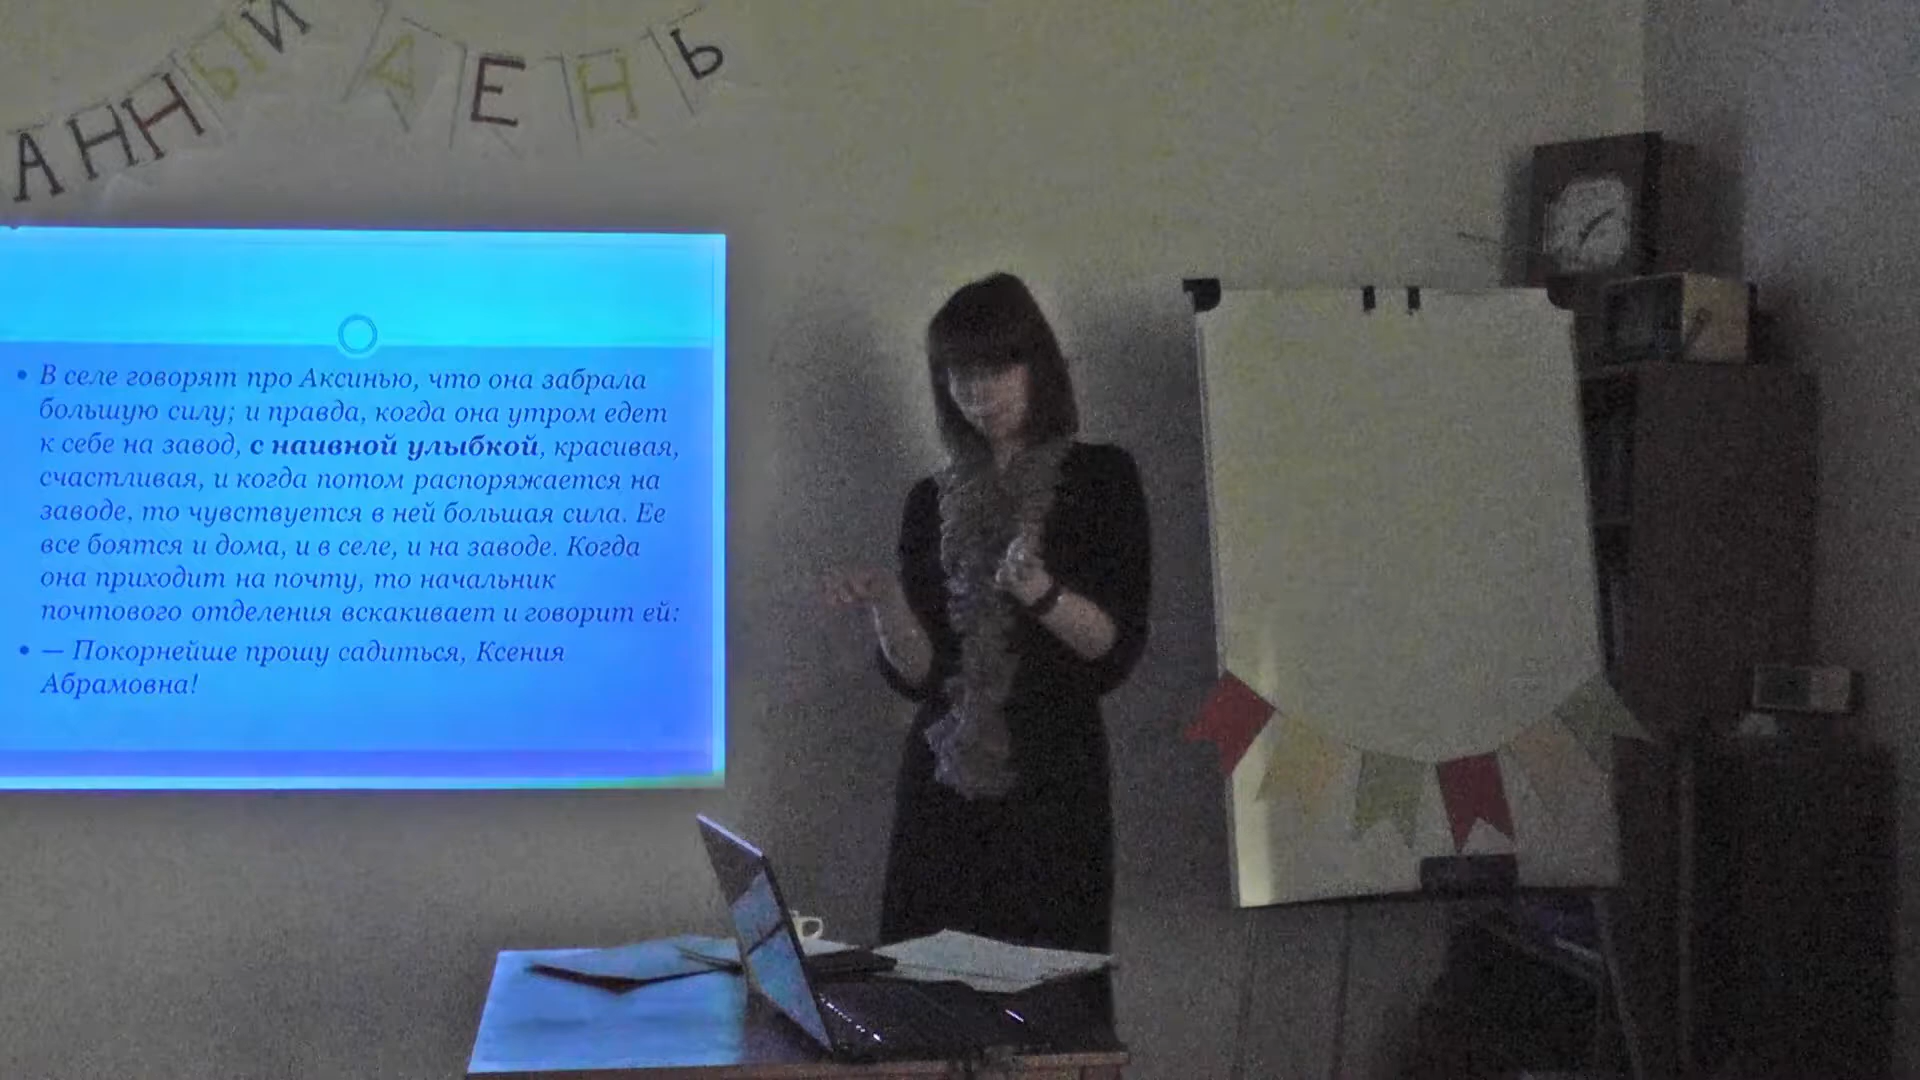 АННЫЙ ДЕНЬ
• В селе говорят про Аксинью, что она забрала
большую силу; и правда, когда она утром едет
к себе на завод, с наивной улыбкой, красивая,
счастливая, и когда потом распоряжается на
заводе, то чувствуется в ней большая сила. Ее
все боятся и дома, и в селе, и на заводе. Когда
она приходит на почту, то начальник
почтового отделения вскакивает и говорит ей:
• — Покорнейше прошу садиться, Ксения
Абрамовна!